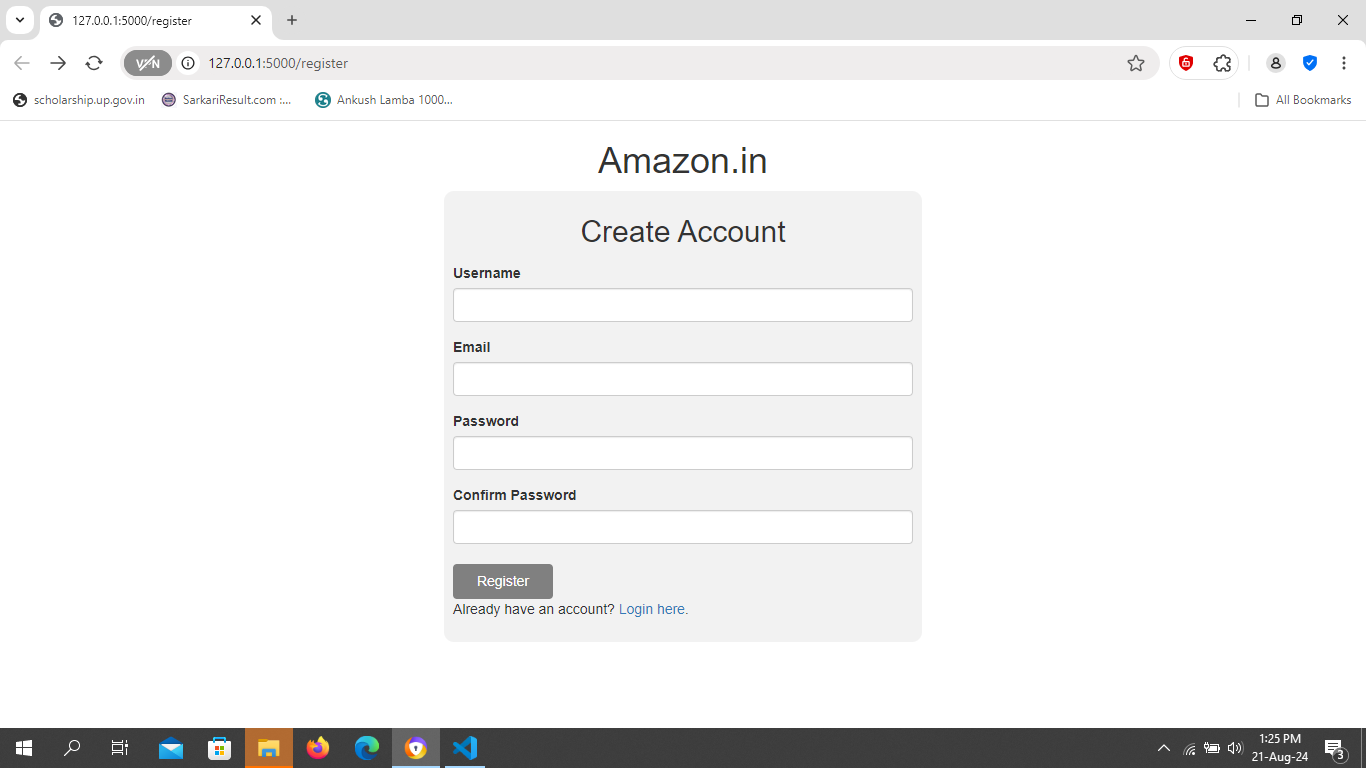 127.0.0.1:5000/register
VPN
127.0.0.1:5000/register
scholarship.up.gov.in
SarkariResult.com :...
Ankush Lamba 1000...
All Bookmarks
Amazon.in
Create Account
Username
Email
Password
Confirm Password
Register
Already have an account? Login here.
1:25 PM
21-Aug-24
3